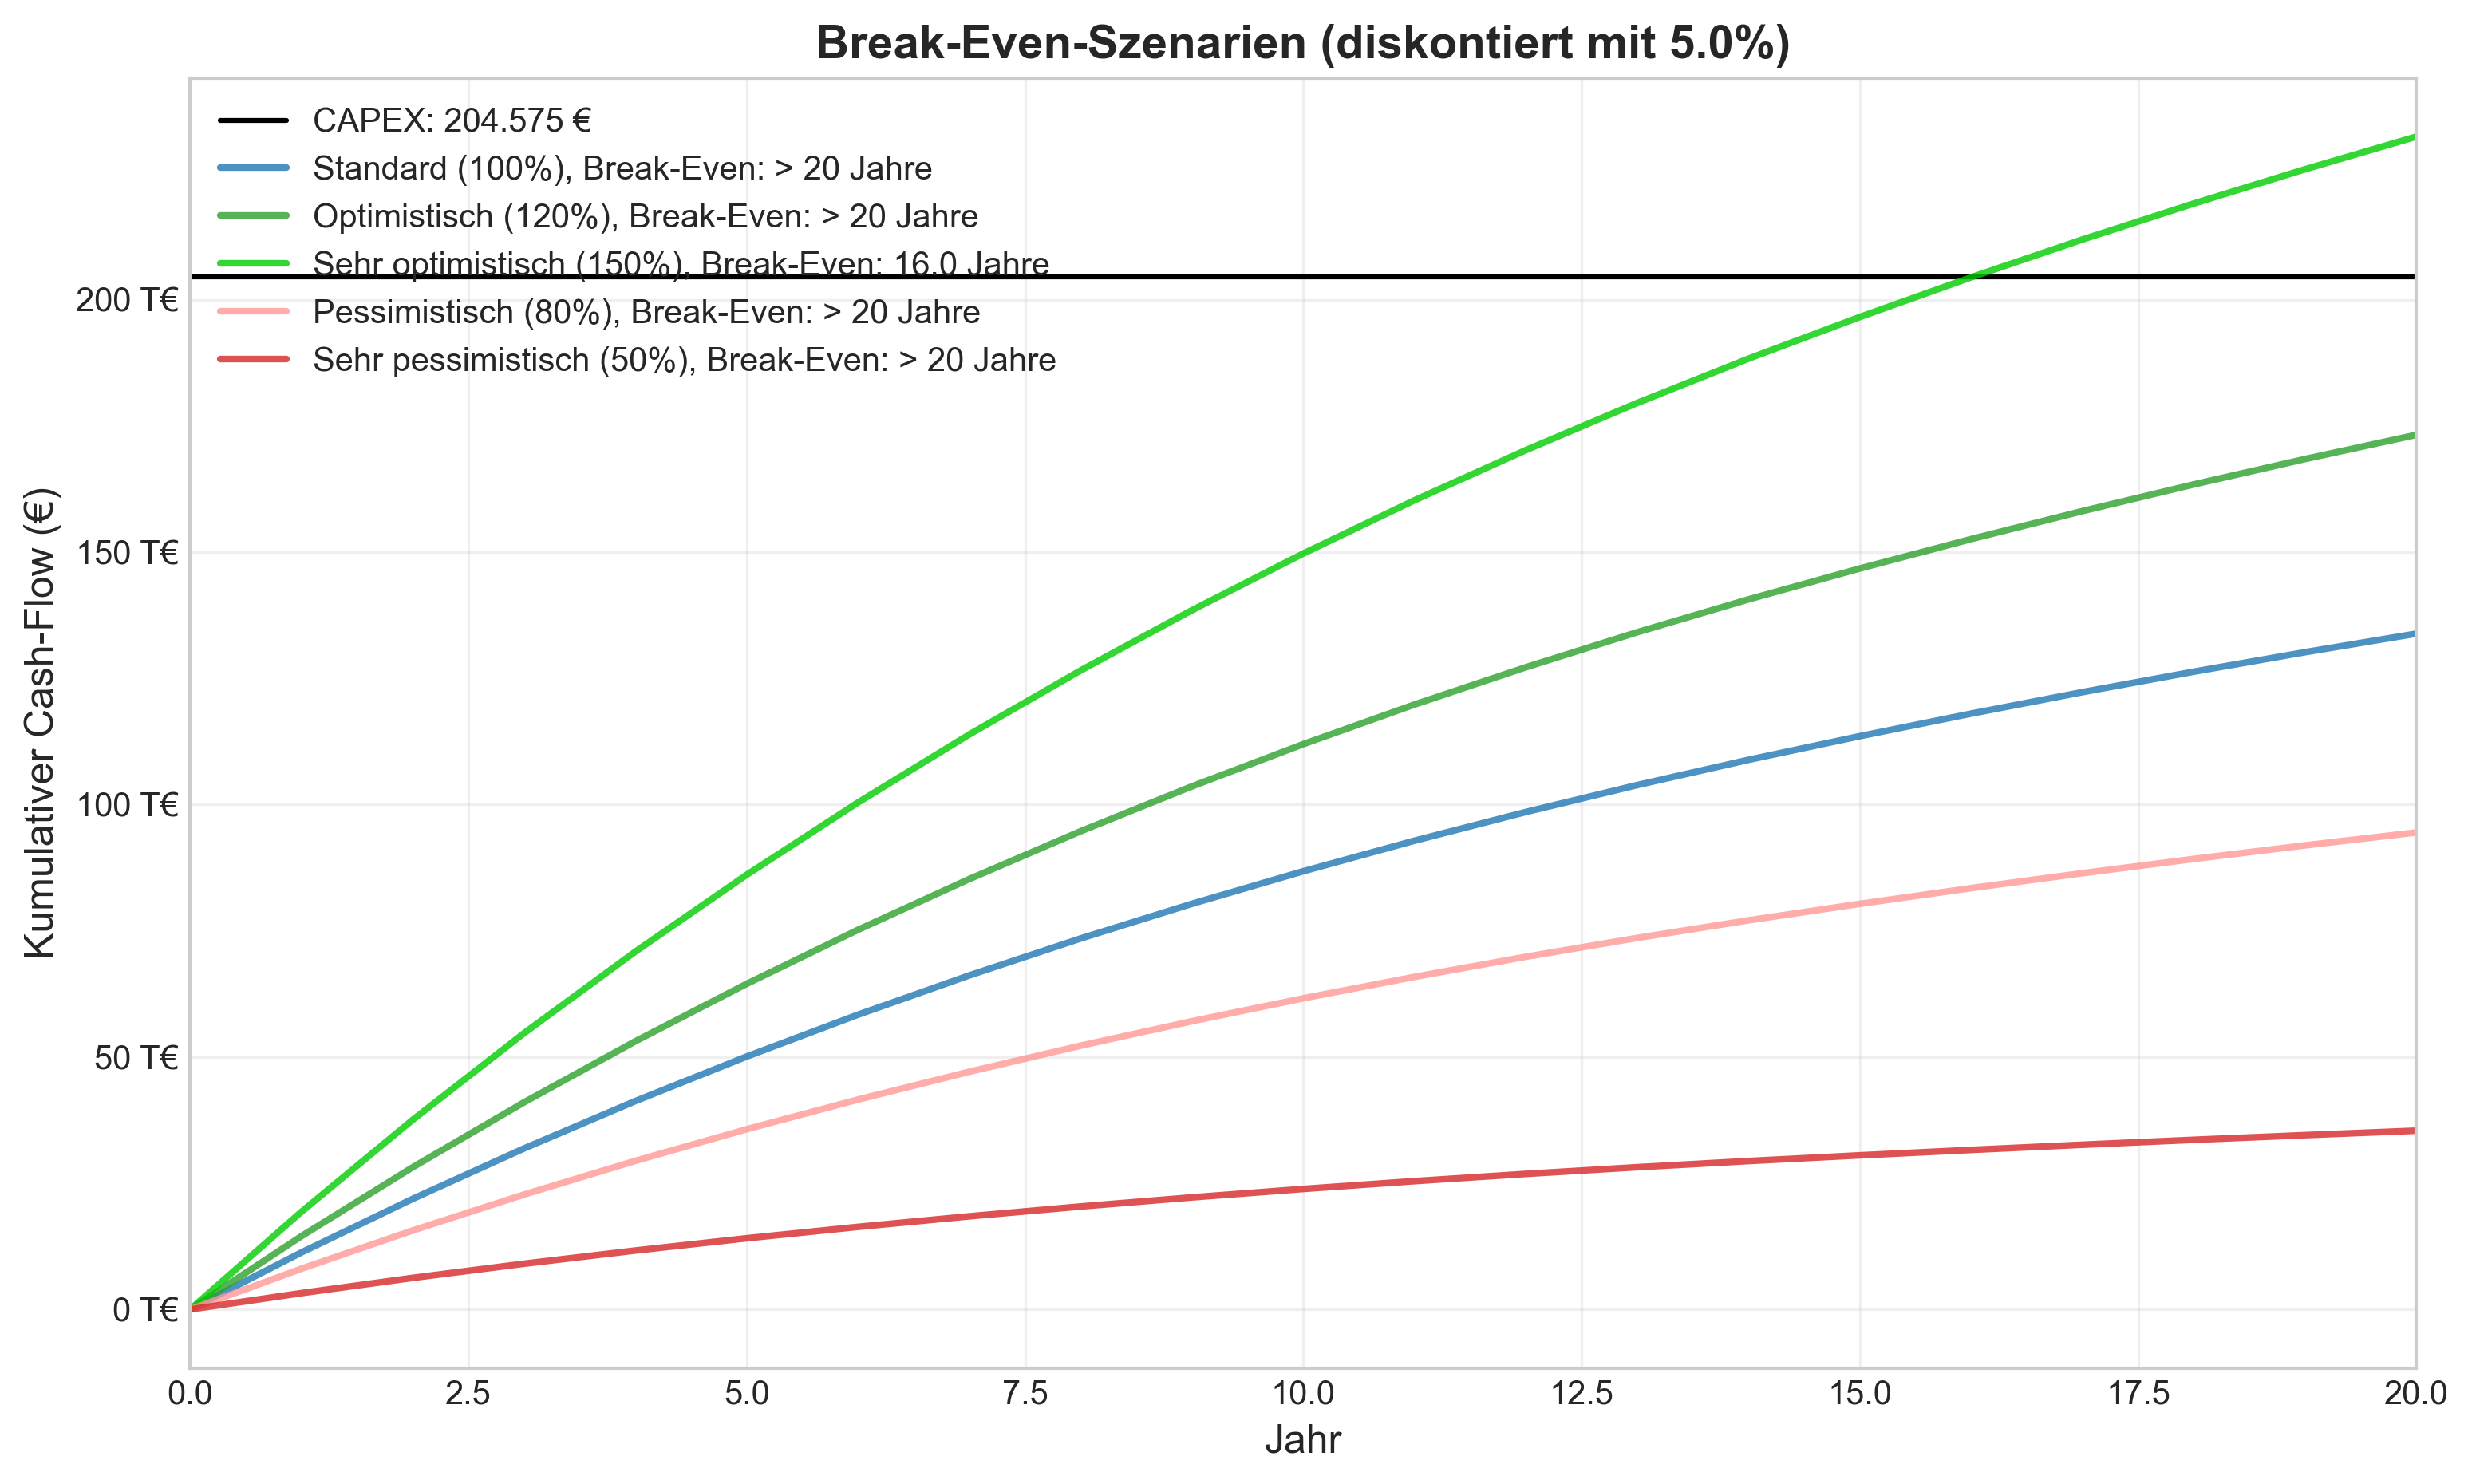 Break-Even-Szenarien (diskontiert mit 5.0%)
CAPEX: 204.575 €
Standard (100%), Break-Even: > 20 Jahre
Optimistisch (120%), Break-Even: > 20 Jahre
Sehr optimistisch (150%), Break-Even: 16.0 Jahre
Pessimistisch (80%), Break-Even: > 20 Jahre
Sehr pessimistisch (50%), Break-Even: > 20 Jahre
Kumulativer Cash-Flow (€)
200 T€
150 T€
100 T€
50 T€
0 T€
0.0 2.5 5.0 7.5 10.0 12.5 15.0 17.5 20.0
Jahr